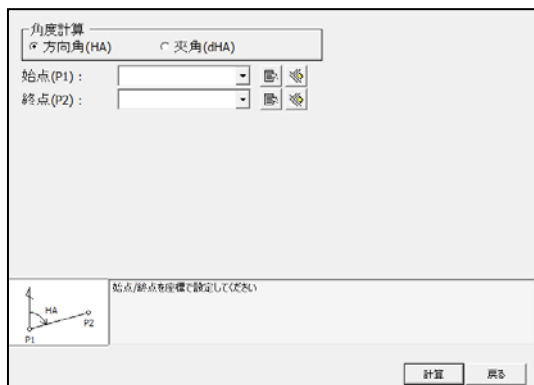 角度計算
方向角(HA) 夾角(dHA)
始点(P1) :
終点(P2) :
始点/終点を座標で設定してください
HA
P2
P1
計算 戻る